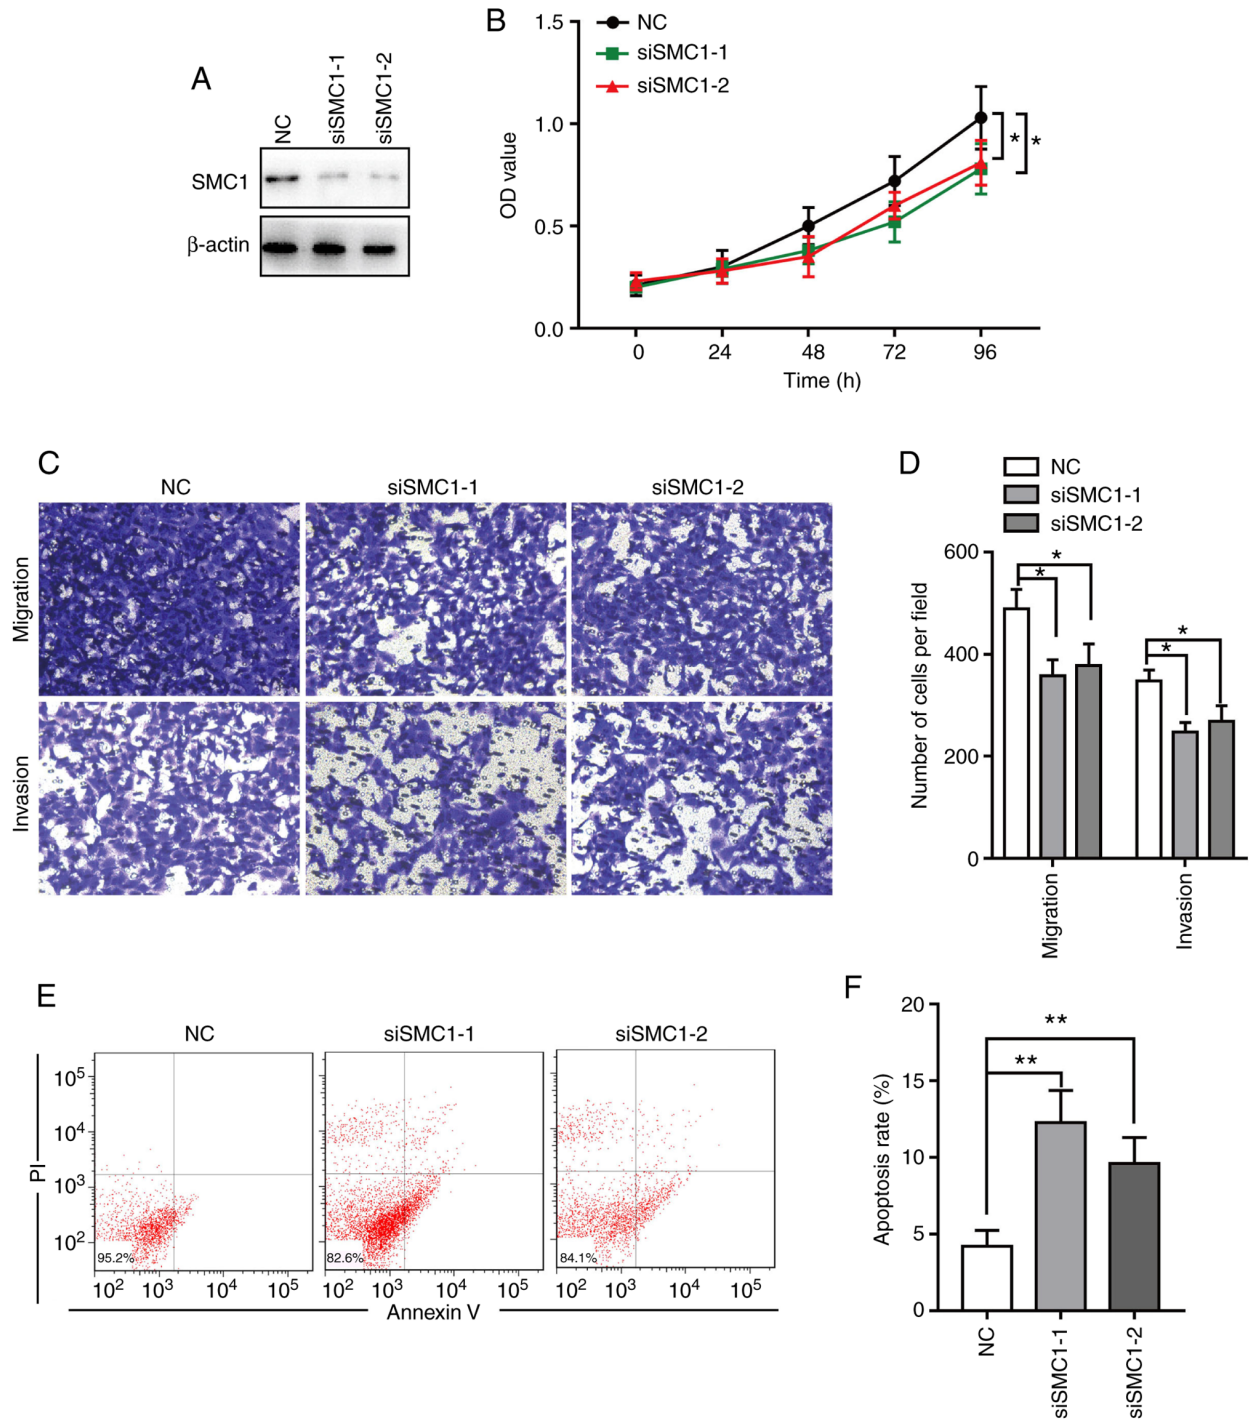 A
NC
siSMC1-1
siSMC1-2
SMC1
β-actin
B
NC
siSMC1-1
siSMC1-2
OD value
1.5
1.0
0.5
0.0
*
*
0 24 48 72 96
Time (h)
C
NC siSMC1-1 siSMC1-2
Migration
Invasion
D
NC
siSMC1-1
siSMC1-2
Number of cells per field
600
400
200
0
*
*
*
*
Migration
Invasion
E
NC siSMC1-1 siSMC1-2
PI
10⁵
10⁴
10³
10²
95.2% 82.6% 84.1%
10² 10³ 10⁴ 10⁵ 10² 10³ 10⁴ 10⁵ 10² 10³ 10⁴ 10⁵
Annexin V
F
Apoptosis rate (%)
20
15
10
5
0
**
**
NC
siSMC1-1
siSMC1-2